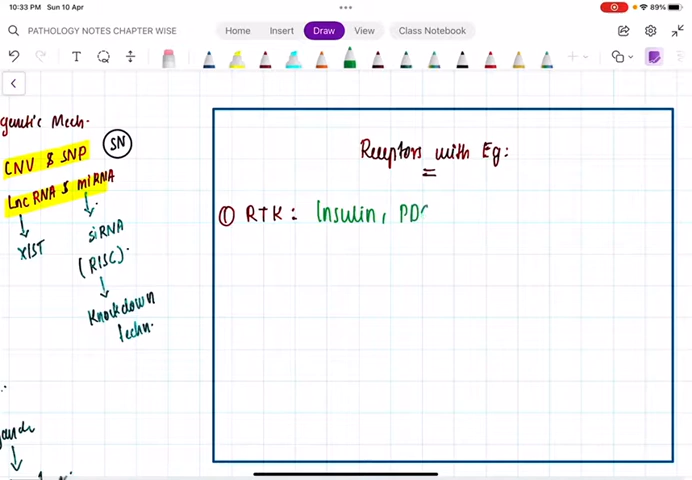 10:33 PM Sun 10 Apr
89%
PATHOLOGY NOTES CHAPTER WISE
Home Insert Draw View Class Notebook
genetic Mech.
CNV & SNP
SN
Lnc RNA & miRNA
XIST
siRNA
(RISC).
Knockdown
Techn.
Receptors with Eg:
① RTK: Insulin, PDG